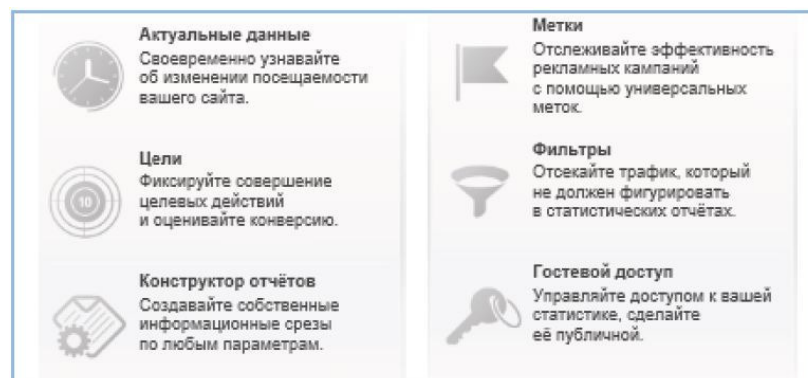 Актуальные данные
Своевременно узнавайте
об изменении посещаемости
вашего сайта.
Цели
Фиксируйте совершение
целевых действий
и оценивайте конверсию.
10
Конструктор отчётов
Создавайте собственные
информационные срезы
по любым параметрам.
Метки
Отслеживайте эффективность
рекламных кампаний
с помощью универсальных
меток.
Фильтры
Отсекайте трафик, который
не должен фигурировать
в статистических отчётах.
Гостевой доступ
Управляйте доступом к вашей
статистике, сделайте
её публичной.